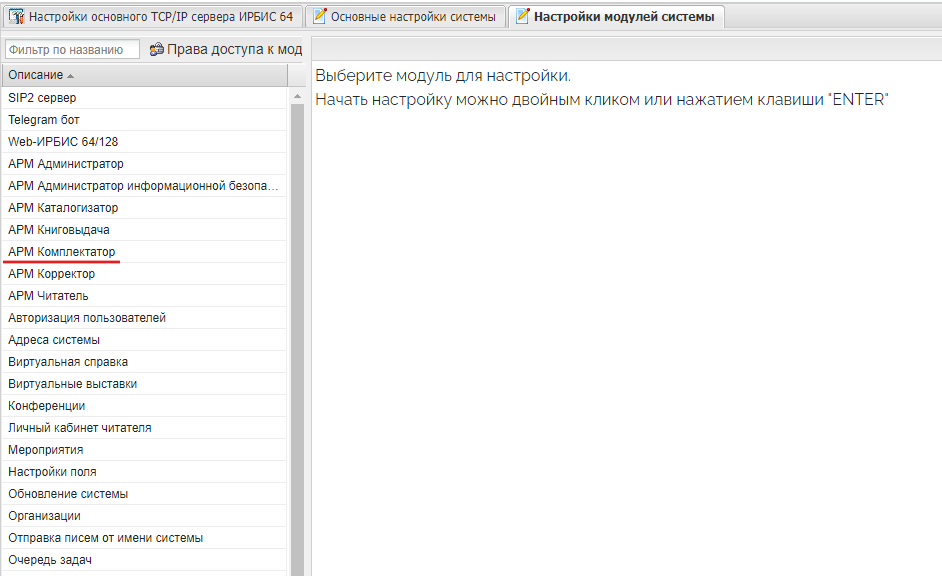 Настройки основного TCP/IP сервера ИРБИС 64
Основные настройки системы
Настройки модулей системы
Фильтр по названию
Права доступа к мод
Описание
SIP2 сервер
Telegram бот
Web-ИРБИС 64/128
АРМ Администратор
АРМ Администратор информационной безопа...
АРМ Каталогизатор
АРМ Книговыдача
АРМ Комплектатор
АРМ Корректор
АРМ Читатель
Авторизация пользователей
Адреса системы
Виртуальная справка
Виртуальные выставки
Конференции
Личный кабинет читателя
Мероприятия
Настройки поля
Обновление системы
Организации
Отправка писем от имени системы
Очередь задач
Выберите модуль для настройки.
Начать настройку можно двойным кликом или нажатием клавиши "ENTER"